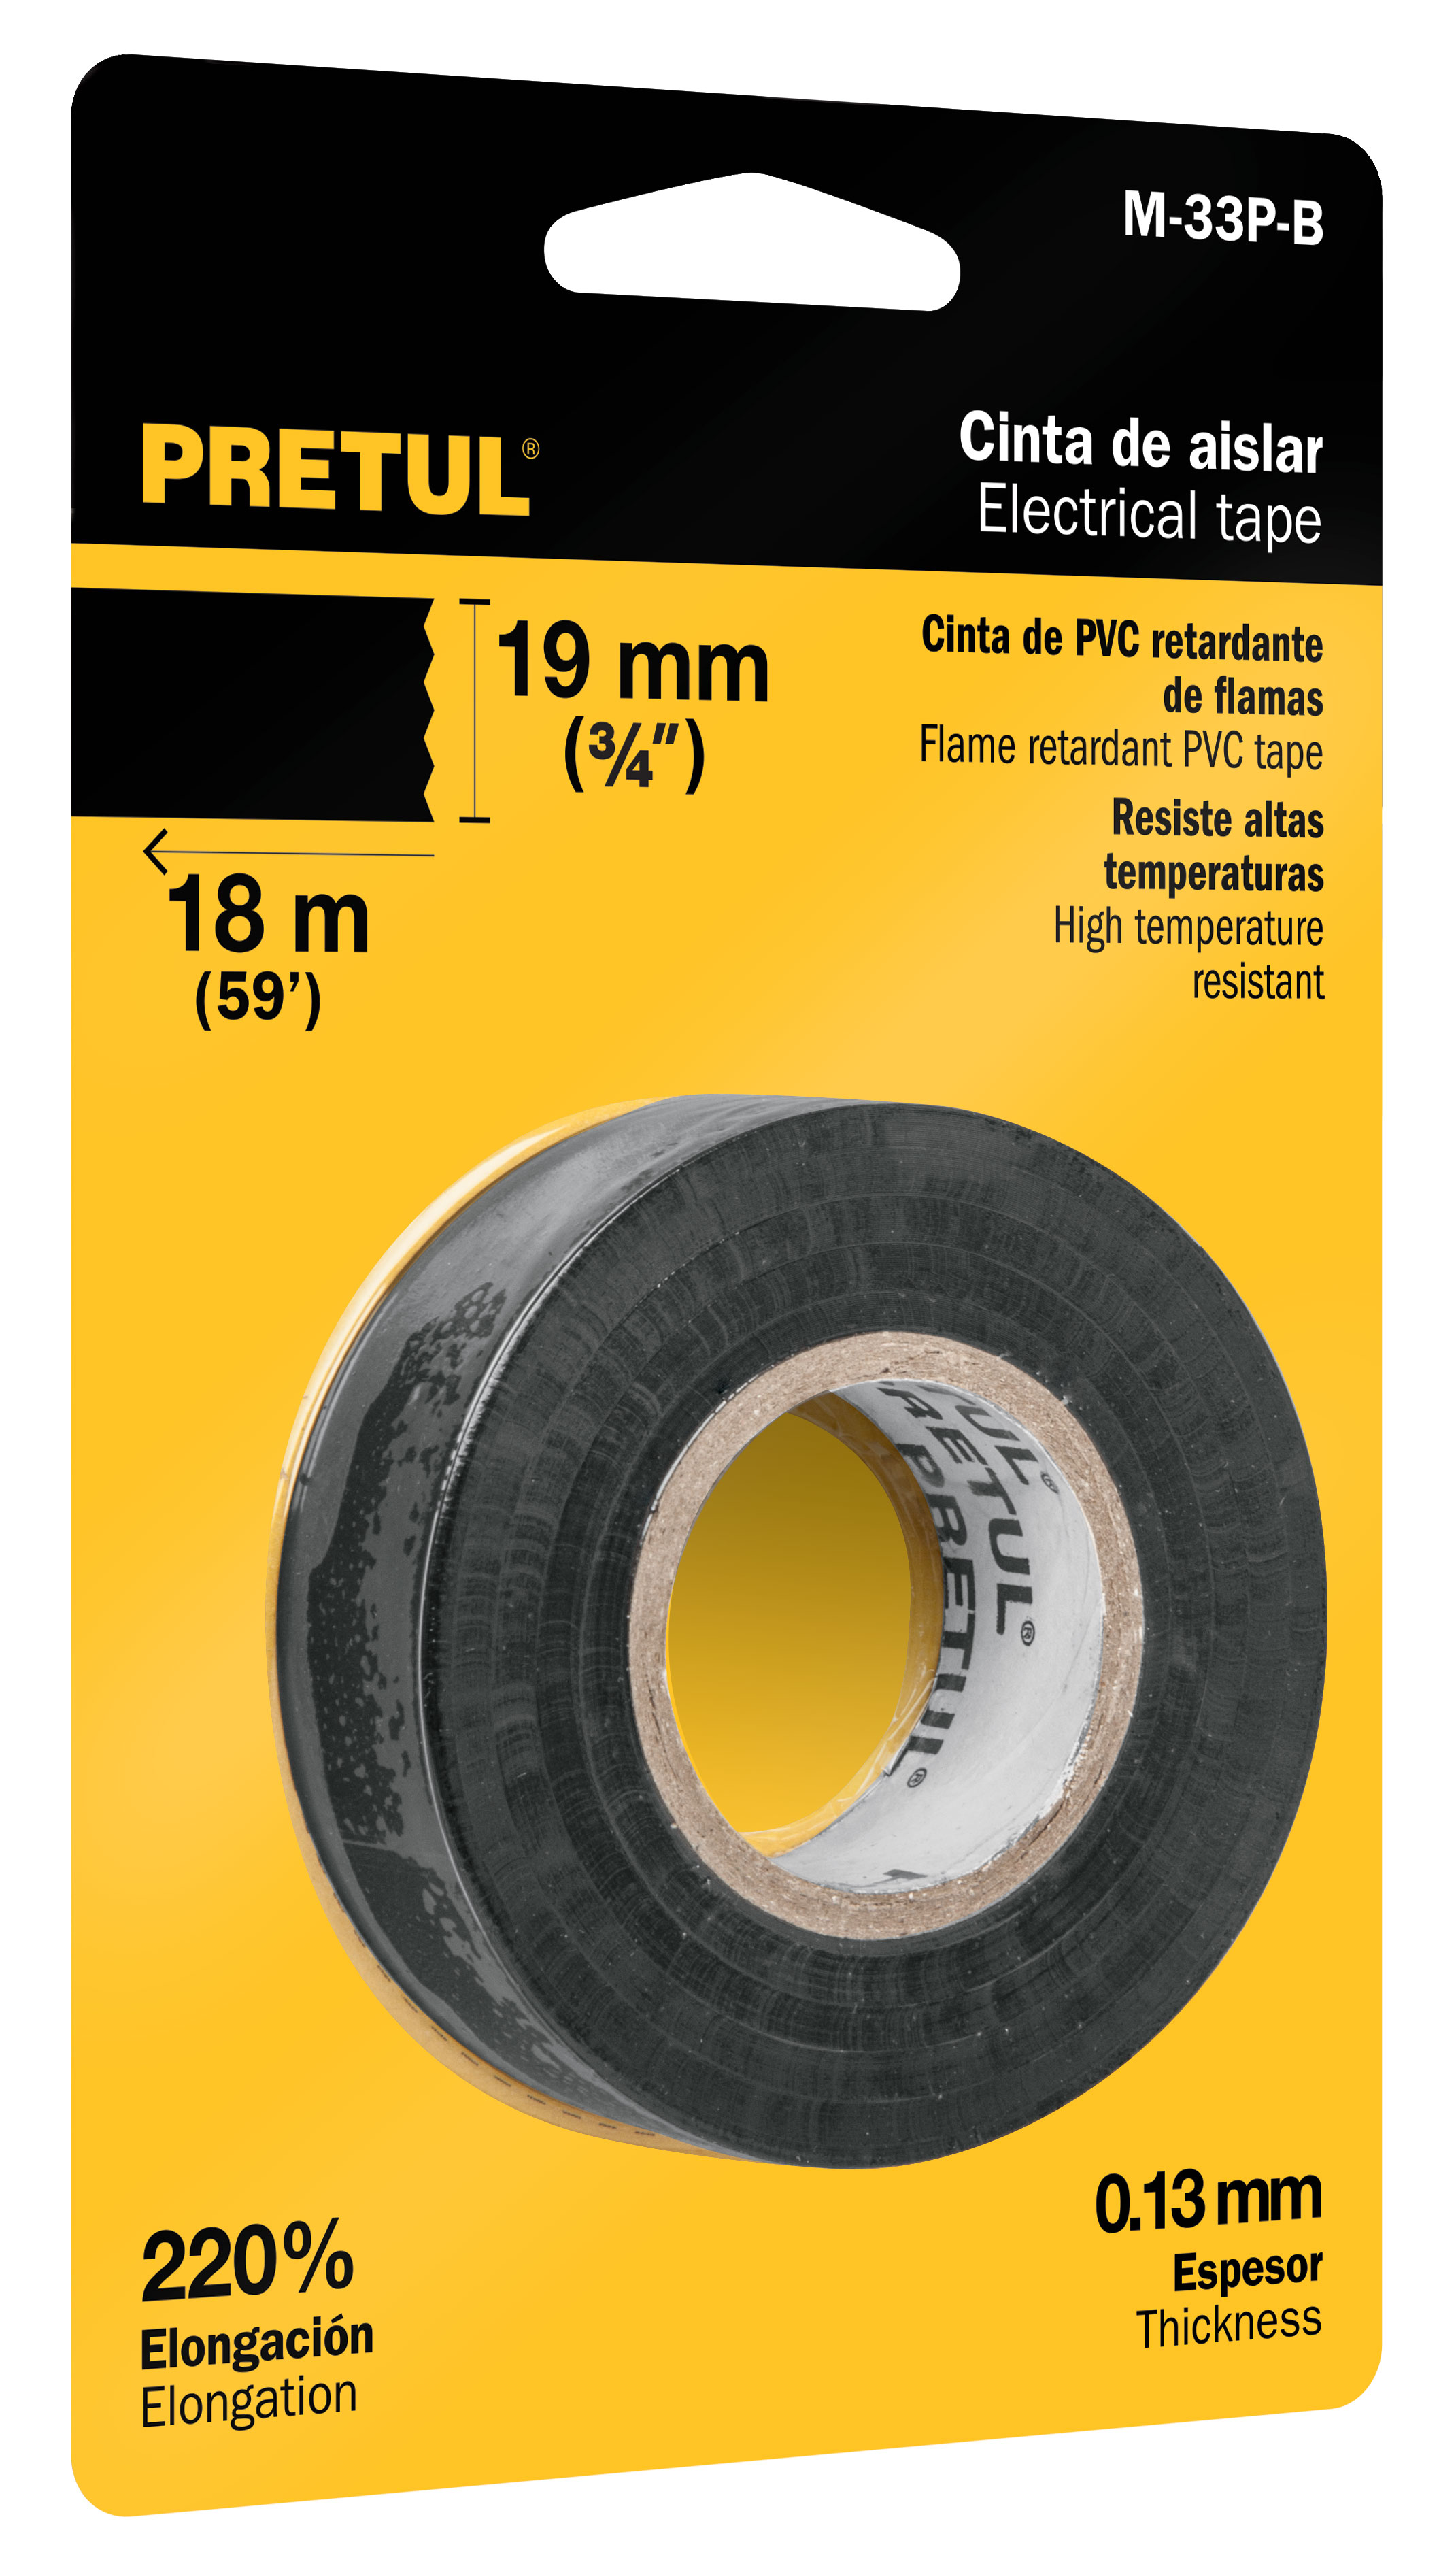 M-33P-B
PRETUL®
Cinta de aislar
Electrical tape
19 mm
(¾")
18 m
(59’)
Cinta de PVC retardante
de flamas
Flame retardant PVC tape
Resiste altas
temperaturas
High temperature
resistant
PRETUL®
PRETUL®
220%
Elongación
Elongation
0.13 mm
Espesor
Thickness